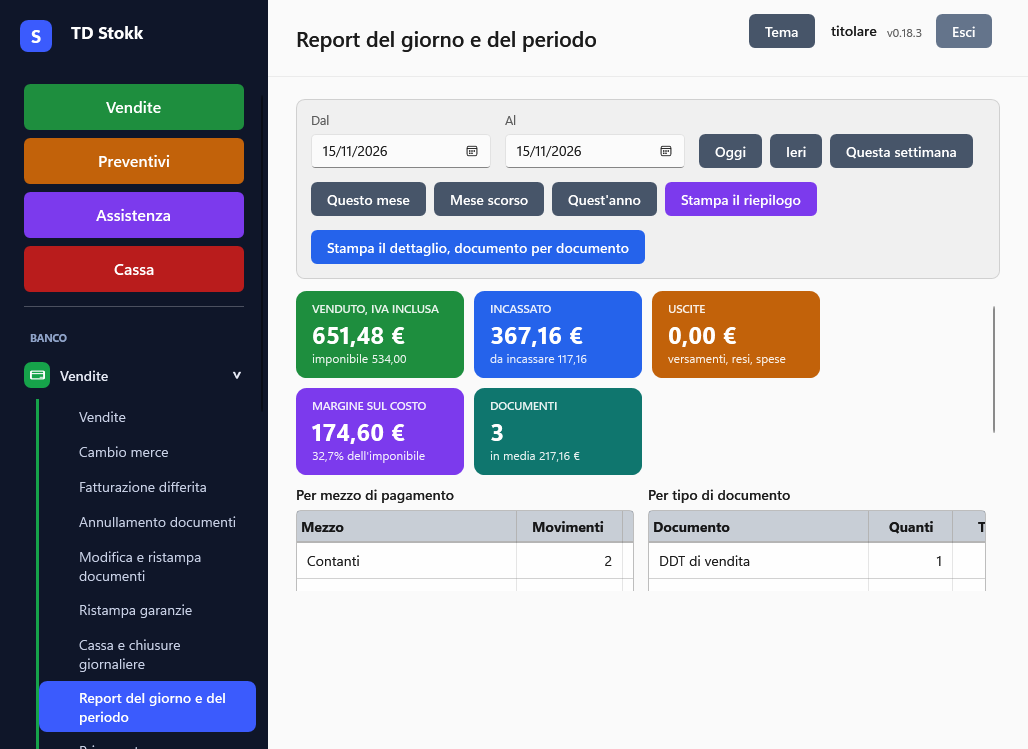 S
TD Stokk
Vendite
Preventivi
Assistenza
Cassa
BANCO
Vendite
Vendite
Cambio merce
Fatturazione differita
Annullamento documenti
Modifica e ristampa
documenti
Ristampa garanzie
Cassa e chiusure
giornaliere
Report del giorno e del
periodo
Report del giorno e del periodo
Tema
titolare
v0.18.3
Esci
Dal
Al
15/11/2026
15/11/2026
Oggi
Ieri
Questa settimana
Questo mese
Mese scorso
Quest'anno
Stampa il riepilogo
Stampa il dettaglio, documento per documento
VENDUTO, IVA INCLUSA
651,48 €
imponibile 534,00
INCASSATO
367,16 €
da incassare 117,16
USCITE
0,00 €
versamenti, resi, spese
MARGINE SUL COSTO
174,60 €
32,7% dell'imponibile
DOCUMENTI
3
in media 217,16 €
Per mezzo di pagamento
Mezzo Movimenti
Contanti 2
Per tipo di documento
Documento Quanti
DDT di vendita 1